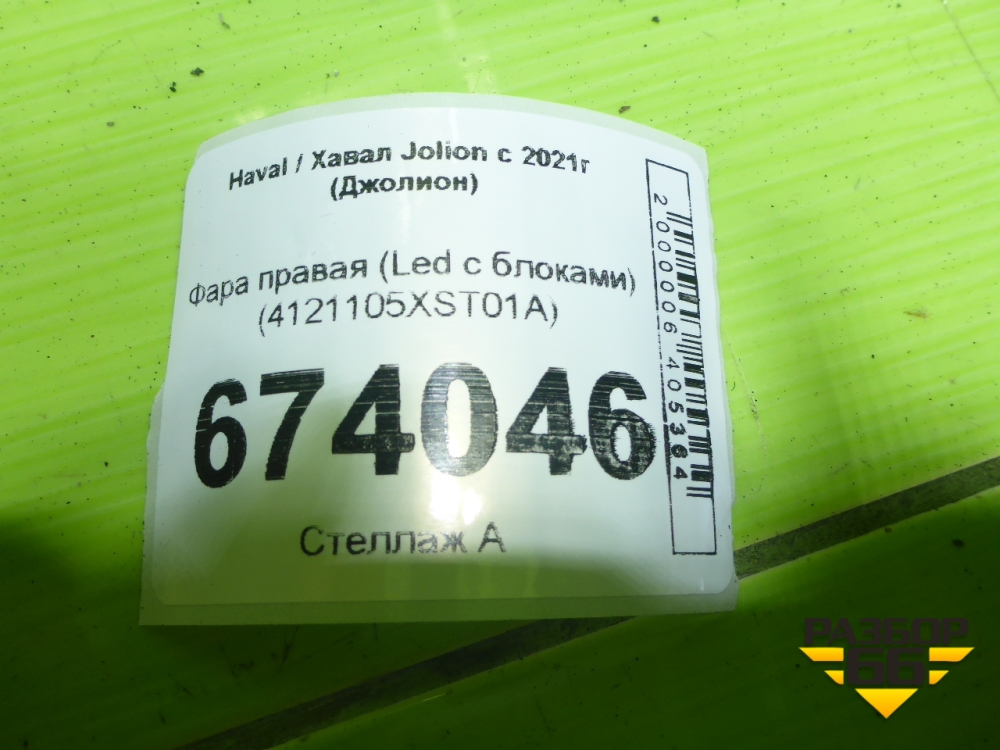 Haval / Хавал Jolion с 2021г
(Джолион)
Фара правая (Led с блоками)
(4121105XST01A)
674046
Стеллаж А
2000006405364
РАЗБОР
66